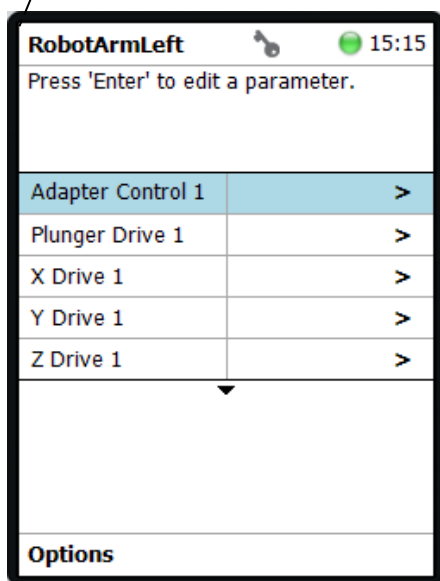 RobotArmLeft 15:15
Press 'Enter' to edit a parameter.
Adapter Control 1 >
Plunger Drive 1 >
X Drive 1 >
Y Drive 1 >
Z Drive 1 >
Options